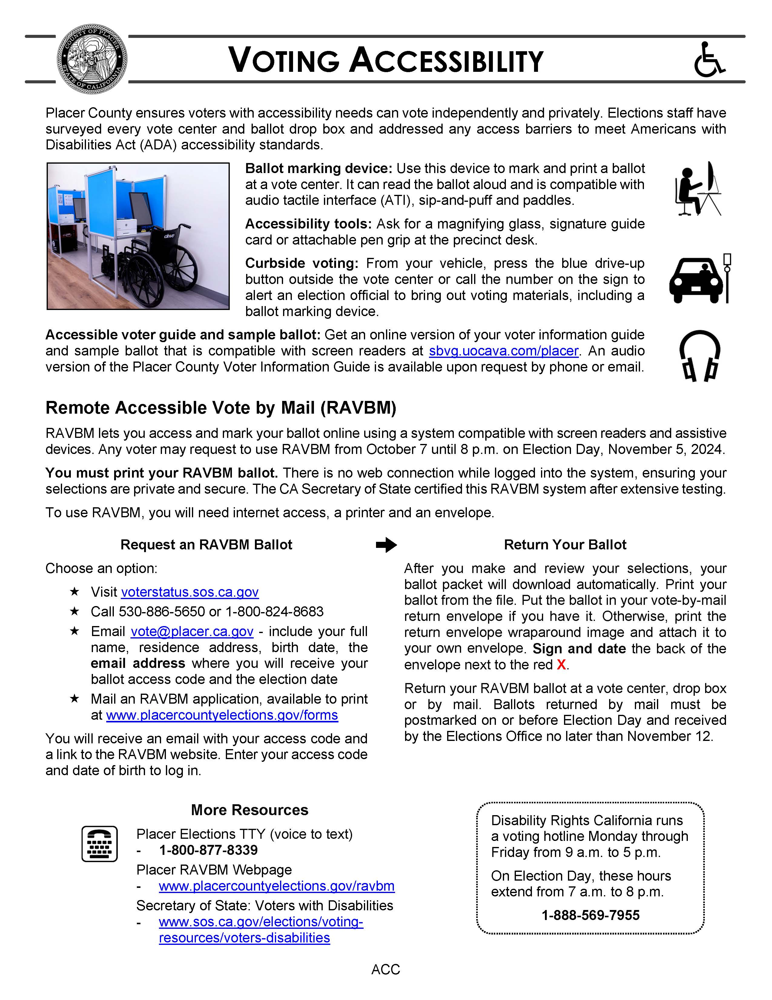 COUNTY OF PLACER
STATE OF CALIFORNIA
VOTING ACCESSIBILITY
Placer County ensures voters with accessibility needs can vote independently and privately. Elections staff have
surveyed every vote center and ballot drop box and addressed any access barriers to meet Americans with
Disabilities Act (ADA) accessibility standards.
drive
Ballot marking device: Use this device to mark and print a ballot
at a vote center. It can read the ballot aloud and is compatible with
audio tactile interface (ATI), sip-and-puff and paddles.
Accessibility tools: Ask for a magnifying glass, signature guide
card or attachable pen grip at the precinct desk.
Curbside voting: From your vehicle, press the blue drive-up
button outside the vote center or call the number on the sign to
alert an election official to bring out voting materials, including a
ballot marking device.
Accessible voter guide and sample ballot: Get an online version of your voter information guide
and sample ballot that is compatible with screen readers at sbvg.uocava.com/placer. An audio
version of the Placer County Voter Information Guide is available upon request by phone or email.
Remote Accessible Vote by Mail (RAVBM)
RAVBM lets you access and mark your ballot online using a system compatible with screen readers and assistive
devices. Any voter may request to use RAVBM from October 7 until 8 p.m. on Election Day, November 5, 2024.
You must print your RAVBM ballot. There is no web connection while logged into the system, ensuring your
selections are private and secure. The CA Secretary of State certified this RAVBM system after extensive testing.
To use RAVBM, you will need internet access, a printer and an envelope.
Request an RAVBM Ballot
Choose an option:
★ Visit voterstatus.sos.ca.gov
★ Call 530-886-5650 or 1-800-824-8683
★ Email vote@placer.ca.gov - include your full
name, residence address, birth date, the
email address where you will receive your
ballot access code and the election date
★ Mail an RAVBM application, available to print
at www.placercountyelections.gov/forms
You will receive an email with your access code and
a link to the RAVBM website. Enter your access code
and date of birth to log in.
Return Your Ballot
After you make and review your selections, your
ballot packet will download automatically. Print your
ballot from the file. Put the ballot in your vote-by-mail
return envelope if you have it. Otherwise, print the
return envelope wraparound image and attach it to
your own envelope. Sign and date the back of the
envelope next to the red X.
Return your RAVBM ballot at a vote center, drop box
or by mail. Ballots returned by mail must be
postmarked on or before Election Day and received
by the Elections Office no later than November 12.
More Resources
Placer Elections TTY (voice to text)
- 1-800-877-8339
Placer RAVBM Webpage
- www.placercountyelections.gov/ravbm
Secretary of State: Voters with Disabilities
- www.sos.ca.gov/elections/voting-
resources/voters-disabilities
Disability Rights California runs
a voting hotline Monday through
Friday from 9 a.m. to 5 p.m.
On Election Day, these hours
extend from 7 a.m. to 8 p.m.
1-888-569-7955
ACC